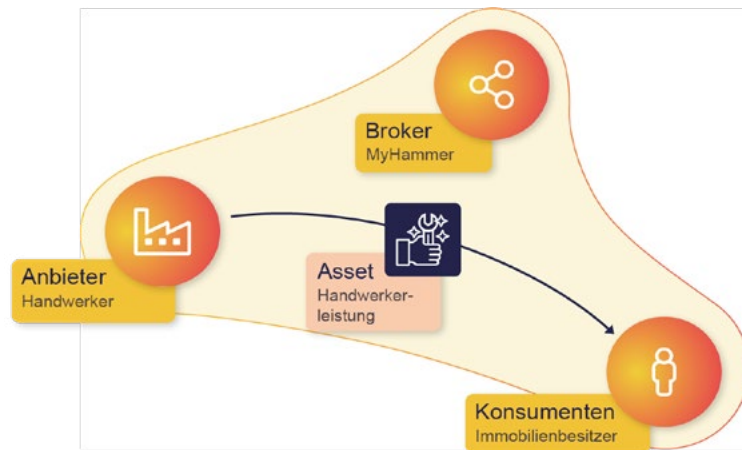 Broker
MyHammer
Anbieter
Handwerker
Asset
Handwerker-
leistung
Konsumenten
Immobilienbesitzer